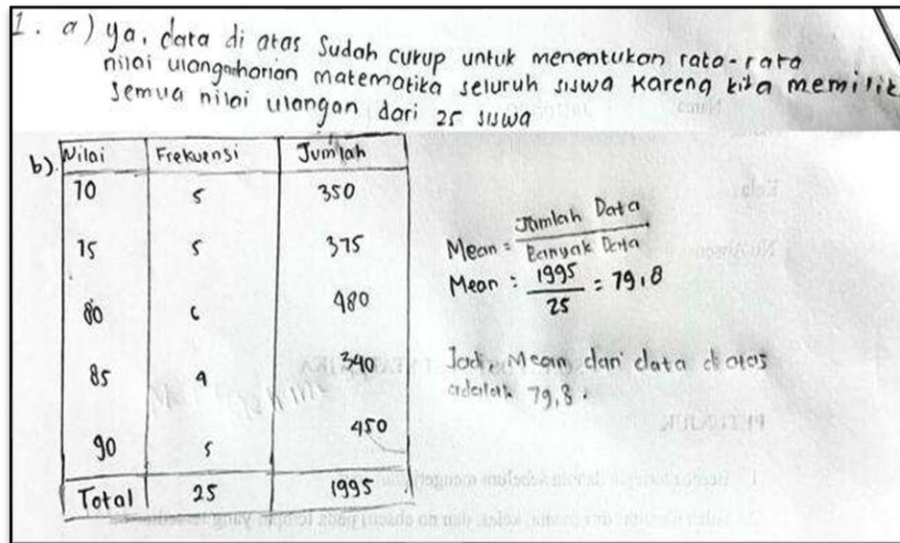 1. a) ya, data di atas sudah cukup untuk menentukan rata-rata
nilai ulangan harian matematika seluruh siswa karena kita memilik
semua nilai ulangan dari 25 siswa
b). Nilai Frekuensi Jumlah
70 5 350
75 5 375
80 6 480
85 4 340
90 5 450
Total 25 1995
Mean = Jumlah Data
Banyak Data
Mean : 1995 = 79,8
25
Jadi, Mean dari data di atas
adalah 79,8.